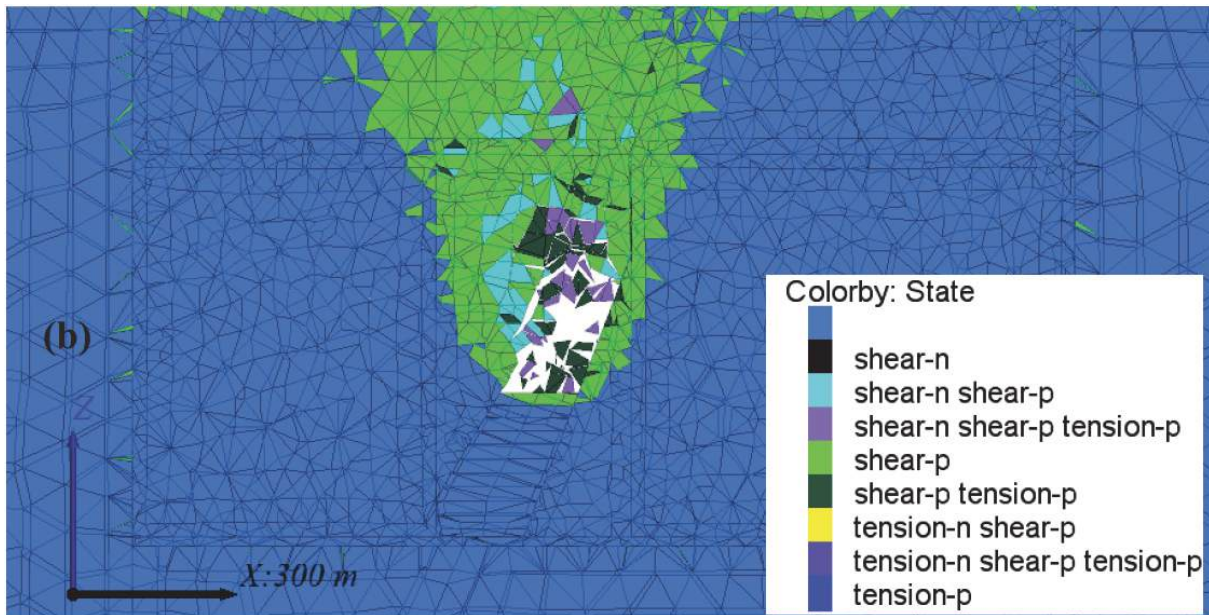 (b)
Z
X:300 m
Colorby: State
shear-n
shear-n shear-p
shear-n shear-p tension-p
shear-p
shear-p tension-p
tension-n shear-p
tension-n shear-p tension-p
tension-p